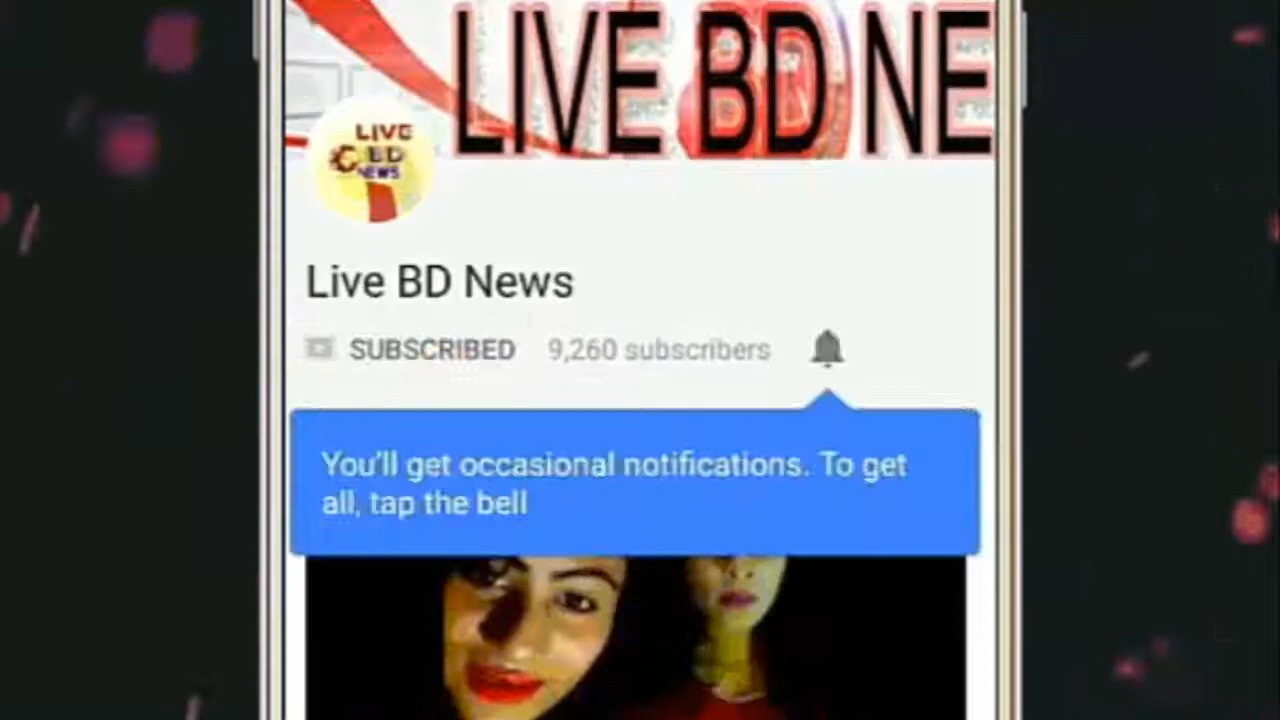 LIVE BD NE
LIVE
BD
NEWS
Live BD News
SUBSCRIBED 9,260 subscribers
You'll get occasional notifications. To get
all, tap the bell